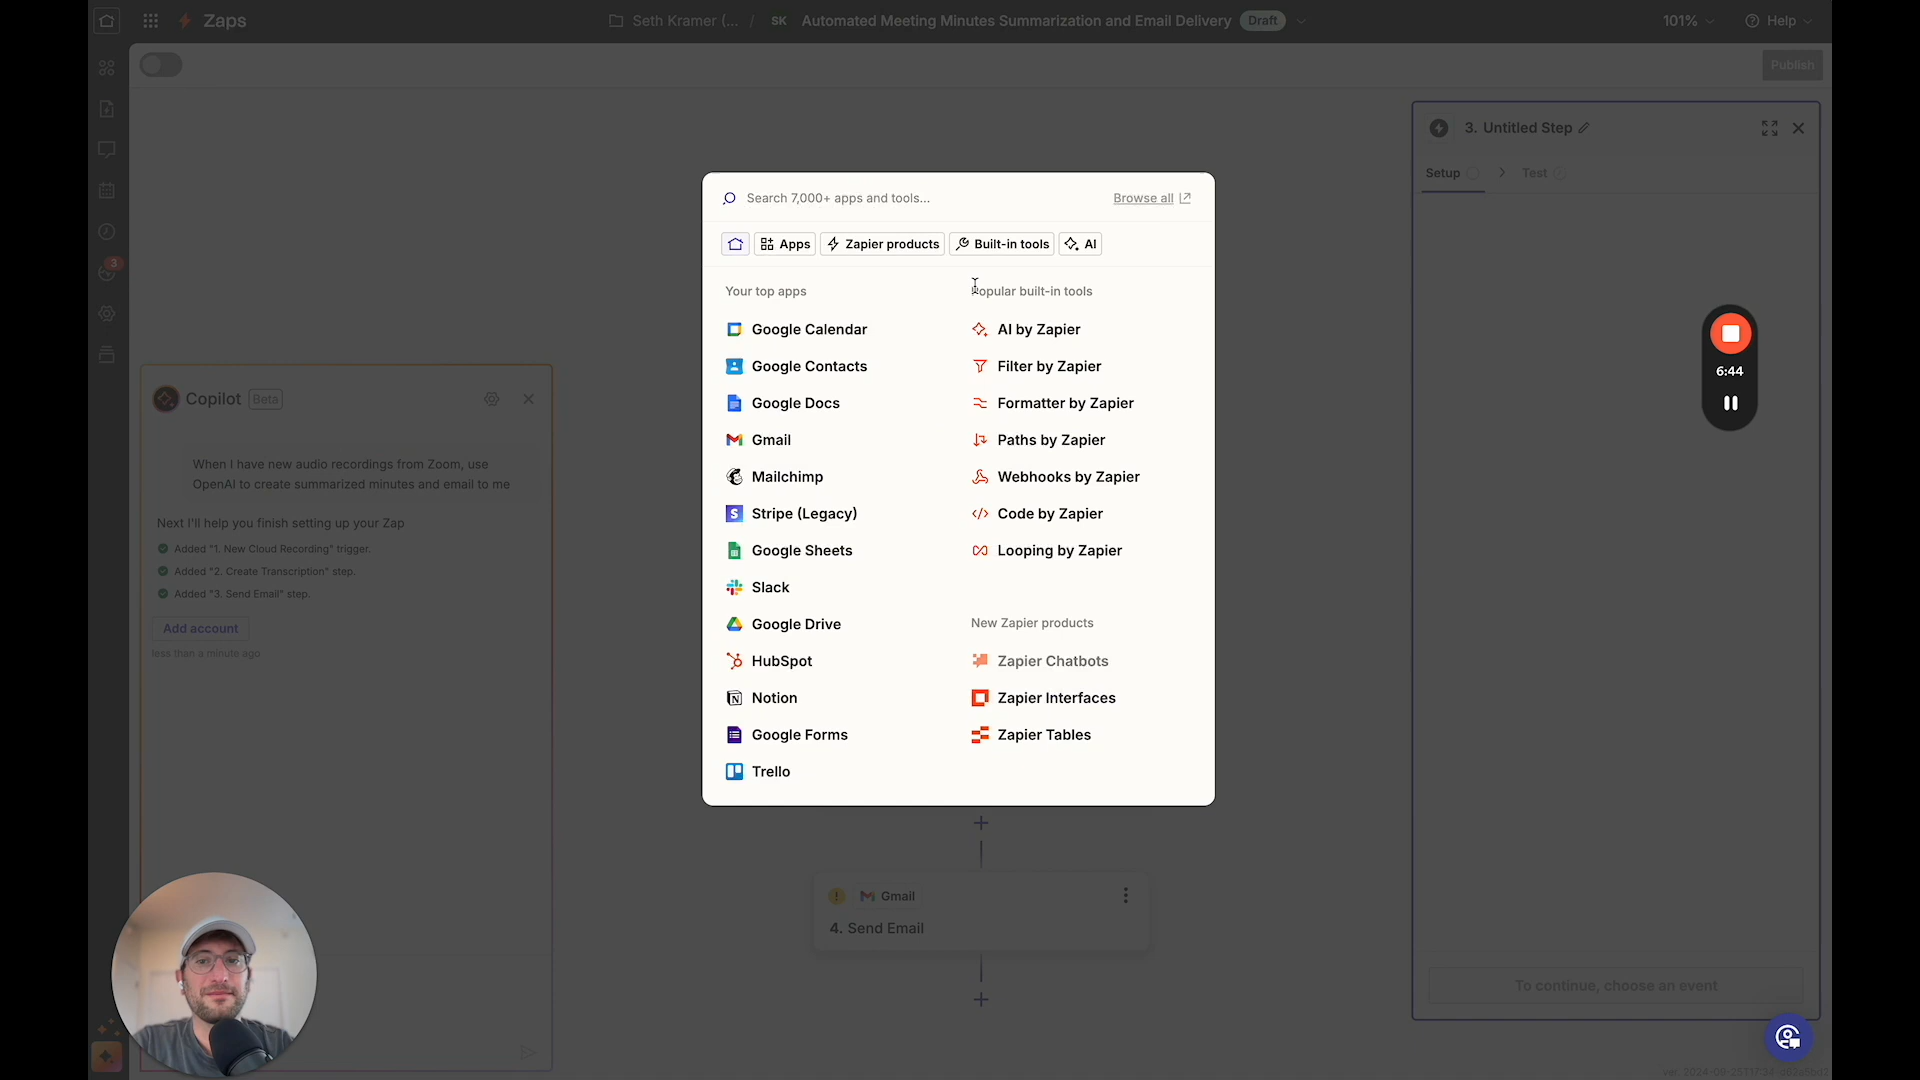 Zaps
Seth Kramer (... / SK Automated Meeting Minutes Summarization and Email Delivery Draft
101%
Help
Publish
3. Untitled Step
Setup
Test
Search 7,000+ apps and tools...
Browse all
Apps
Zapier products
Built-in tools
AI
Your top apps
Google Calendar
Google Contacts
Google Docs
Gmail
Mailchimp
Stripe (Legacy)
Google Sheets
Slack
Google Drive
HubSpot
Notion
Google Forms
Trello
Popular built-in tools
AI by Zapier
Filter by Zapier
Formatter by Zapier
Paths by Zapier
Webhooks by Zapier
Code by Zapier
Looping by Zapier
New Zapier products
Zapier Chatbots
Zapier Interfaces
Zapier Tables
3
6:44
Copilot Beta
When I have new audio recordings from Zoom, use
OpenAI to create summarized minutes and email to me
Next I'll help you finish setting up your Zap
Added "1. New Cloud Recording" trigger.
Added "2. Create Transcription" step.
Added "3. Send Email" step.
Add account
less than a minute ago
Gmail
4. Send Email
To continue, choose an event